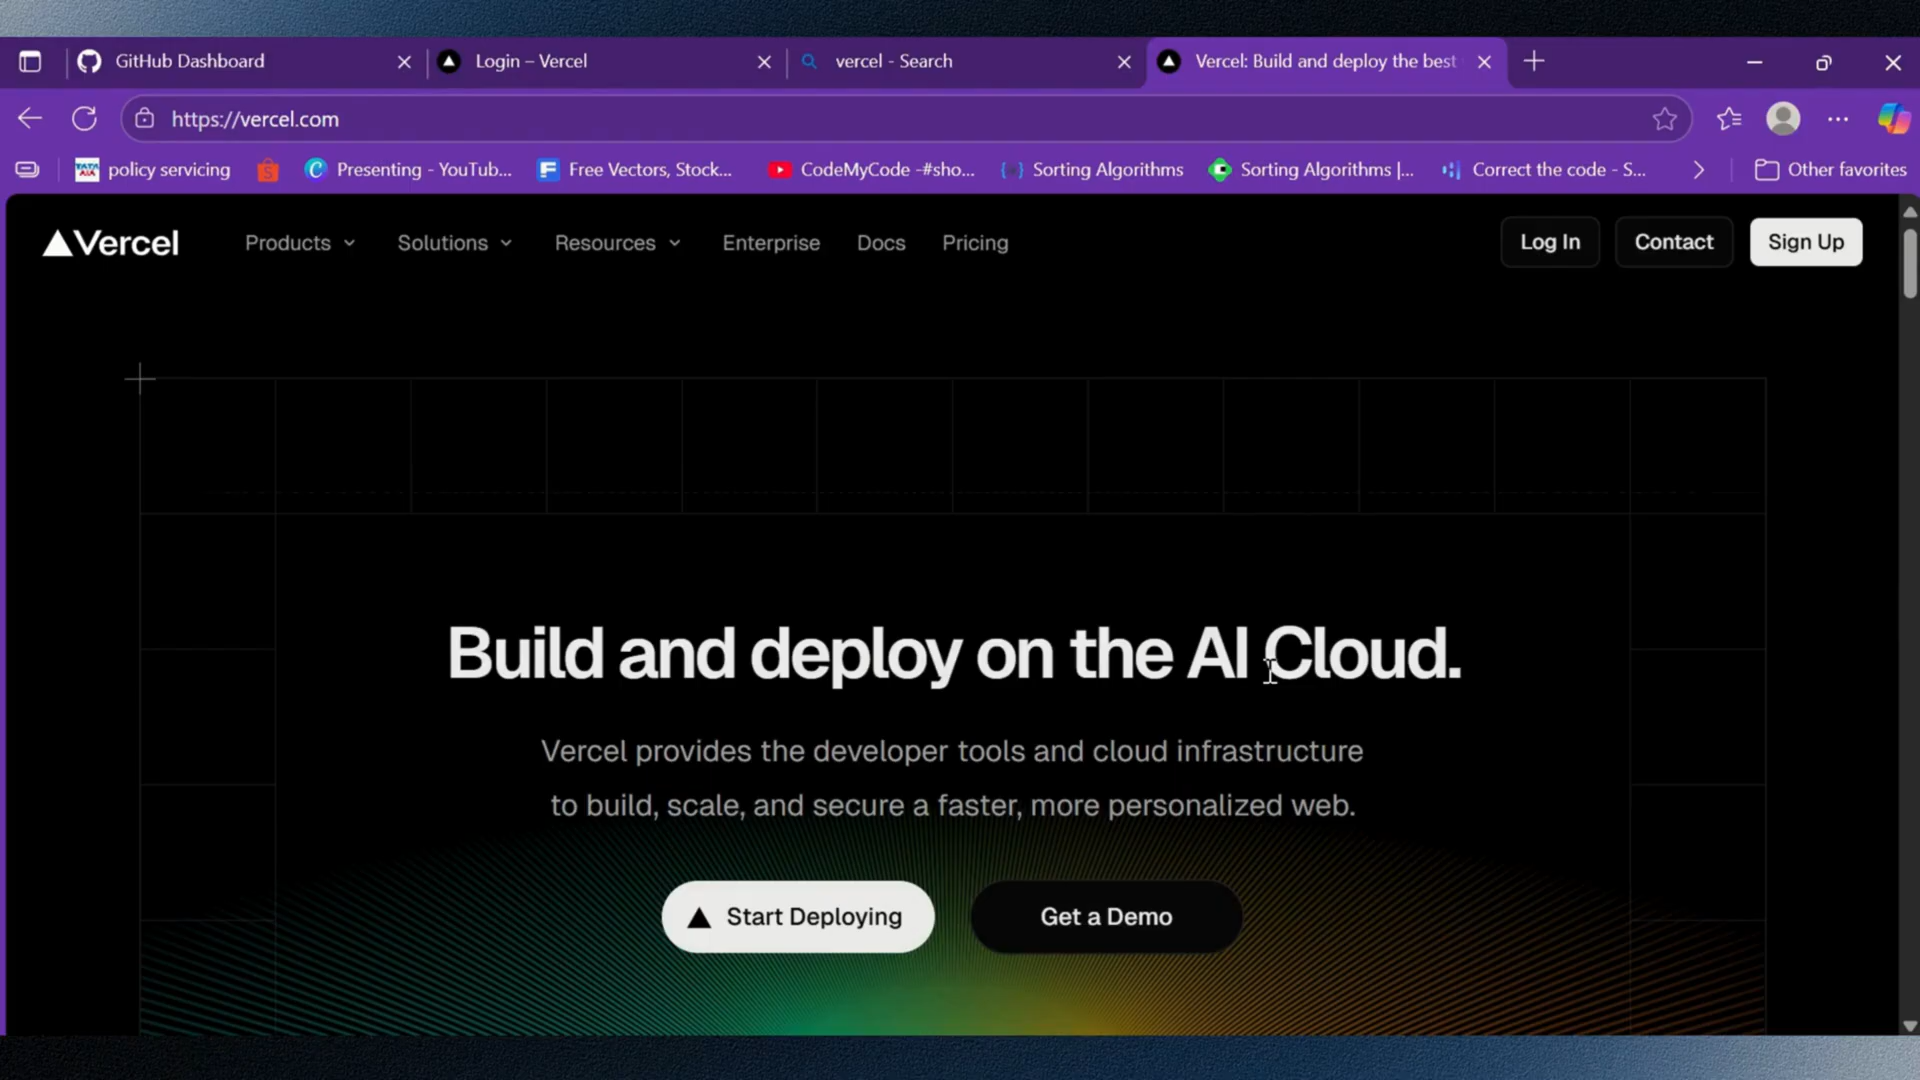 GitHub Dashboard
Login – Vercel
vercel - Search
Vercel: Build and deploy the best
https://vercel.com
policy servicing
Presenting - YouTub...
Free Vectors, Stock...
CodeMyCode -#sho...
Sorting Algorithms
Sorting Algorithms |...
Correct the code - S...
Other favorites
Vercel
Products
Solutions
Resources
Enterprise
Docs
Pricing
Log In
Contact
Sign Up
Build and deploy on the AI Cloud.
Vercel provides the developer tools and cloud infrastructure
to build, scale, and secure a faster, more personalized web.
Start Deploying
Get a Demo